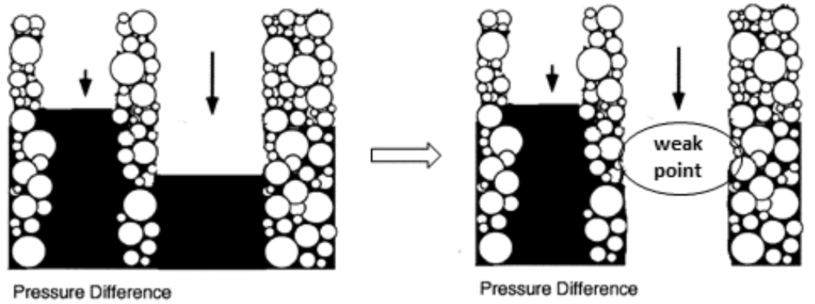 weak
point
Pressure Difference
Pressure Difference